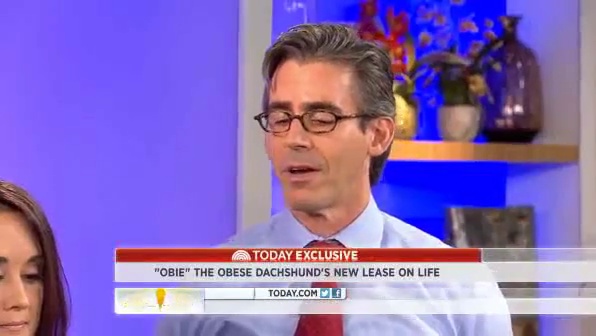 TODAY EXCLUSIVE
"OBIE" THE OBESE DACHSHUND'S NEW LEASE ON LIFE
TODAY.COM